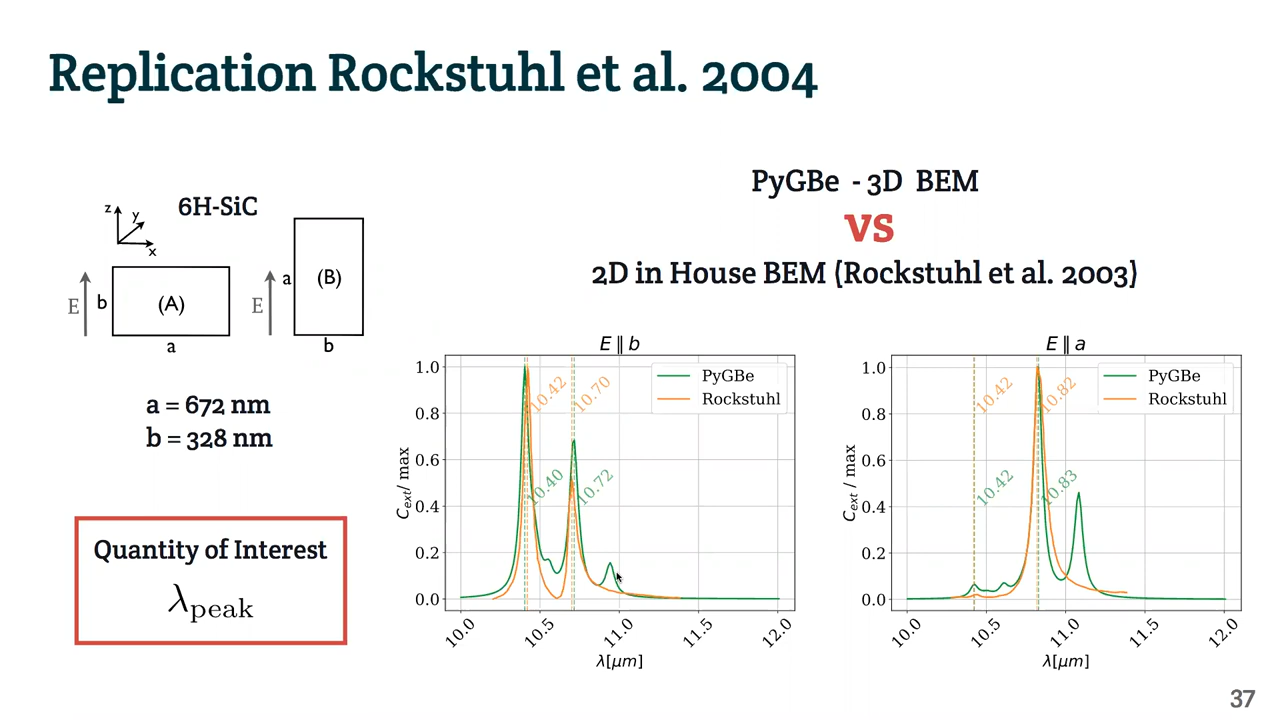 Replication Rockstuhl et al. 2004
6H-SiC
z
y
x
E
b
(A)
a
E
a
(B)
b
a = 672 nm
b = 328 nm
Quantity of Interest
λpeak
PyGBe - 3D BEM
vs
2D in House BEM (Rockstuhl et al. 2003)
E ∥ b
PyGBe
Rockstuhl
10.42
10.70
10.40
10.72
1.0
0.8
0.6
0.4
0.2
0.0
Cext/ max
10.0
10.5
11.0
11.5
12.0
λ[μm]
E ∥ a
PyGBe
Rockstuhl
10.42
10.82
10.42
10.83
1.0
0.8
0.6
0.4
0.2
0.0
Cext / max
10.0
10.5
11.0
11.5
12.0
λ[μm]
37